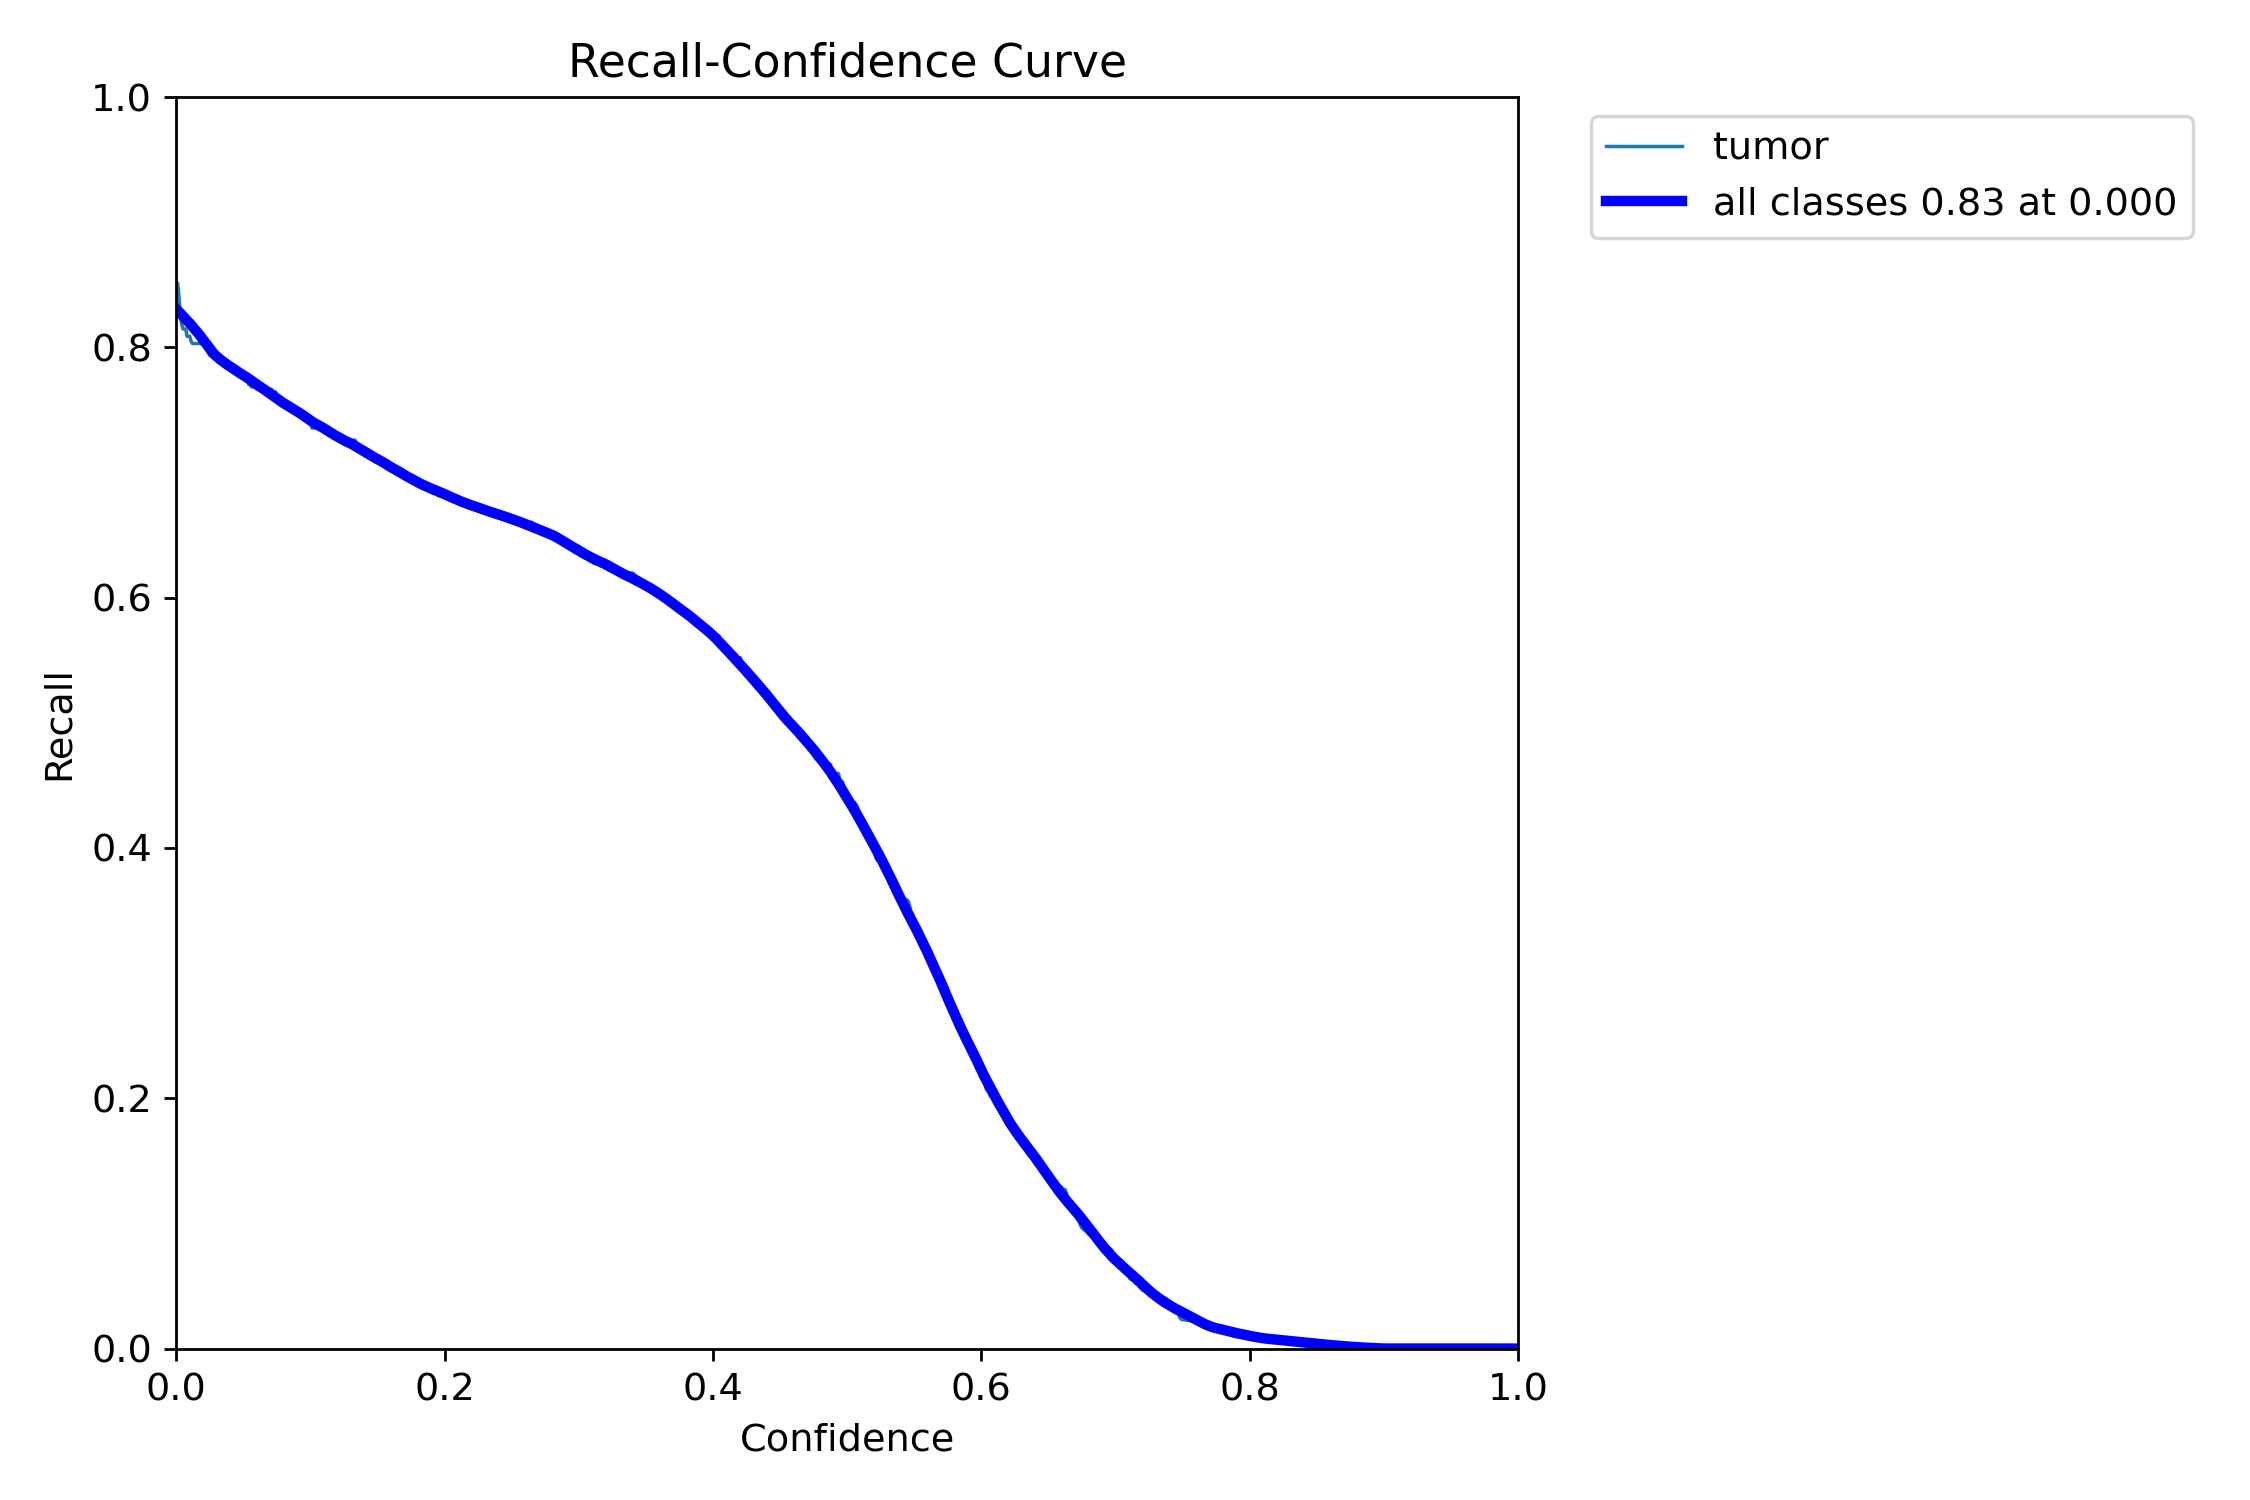 Recall-Confidence Curve
1.0
0.8
0.6
0.4
0.2
0.0
Recall
0.0 0.2 0.4 0.6 0.8 1.0
Confidence
tumor
all classes 0.83 at 0.000